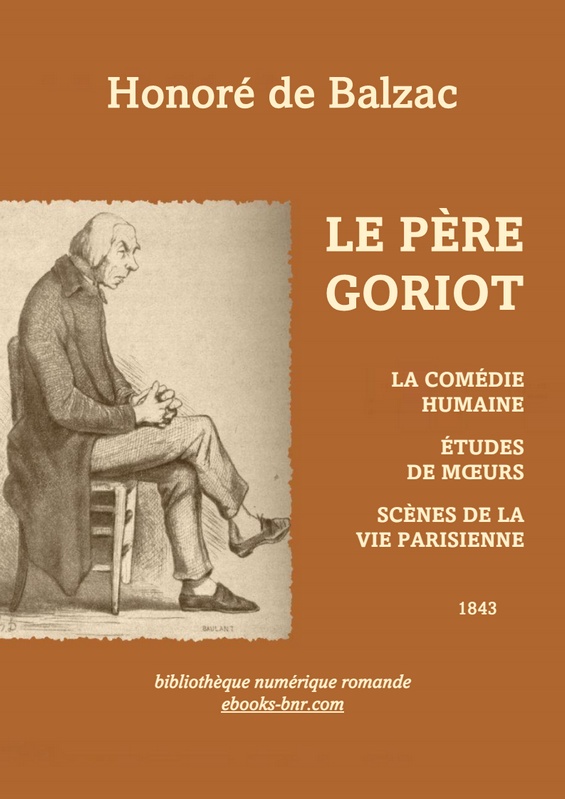 Honoré de Balzac
LE PÈRE
GORIOT
LA COMÉDIE
HUMAINE
ÉTUDES
DE MŒURS
SCÈNES DE LA
VIE PARISIENNE
1843
BAULANT
bibliothèque numérique romande
ebooks-bnr.com